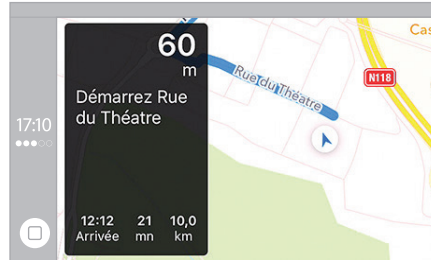 17:10
60
m
Démarrez Rue
du Théatre
12:12 21 10,0
Arrivée mn km
Rue du Théatre
N118
Cas